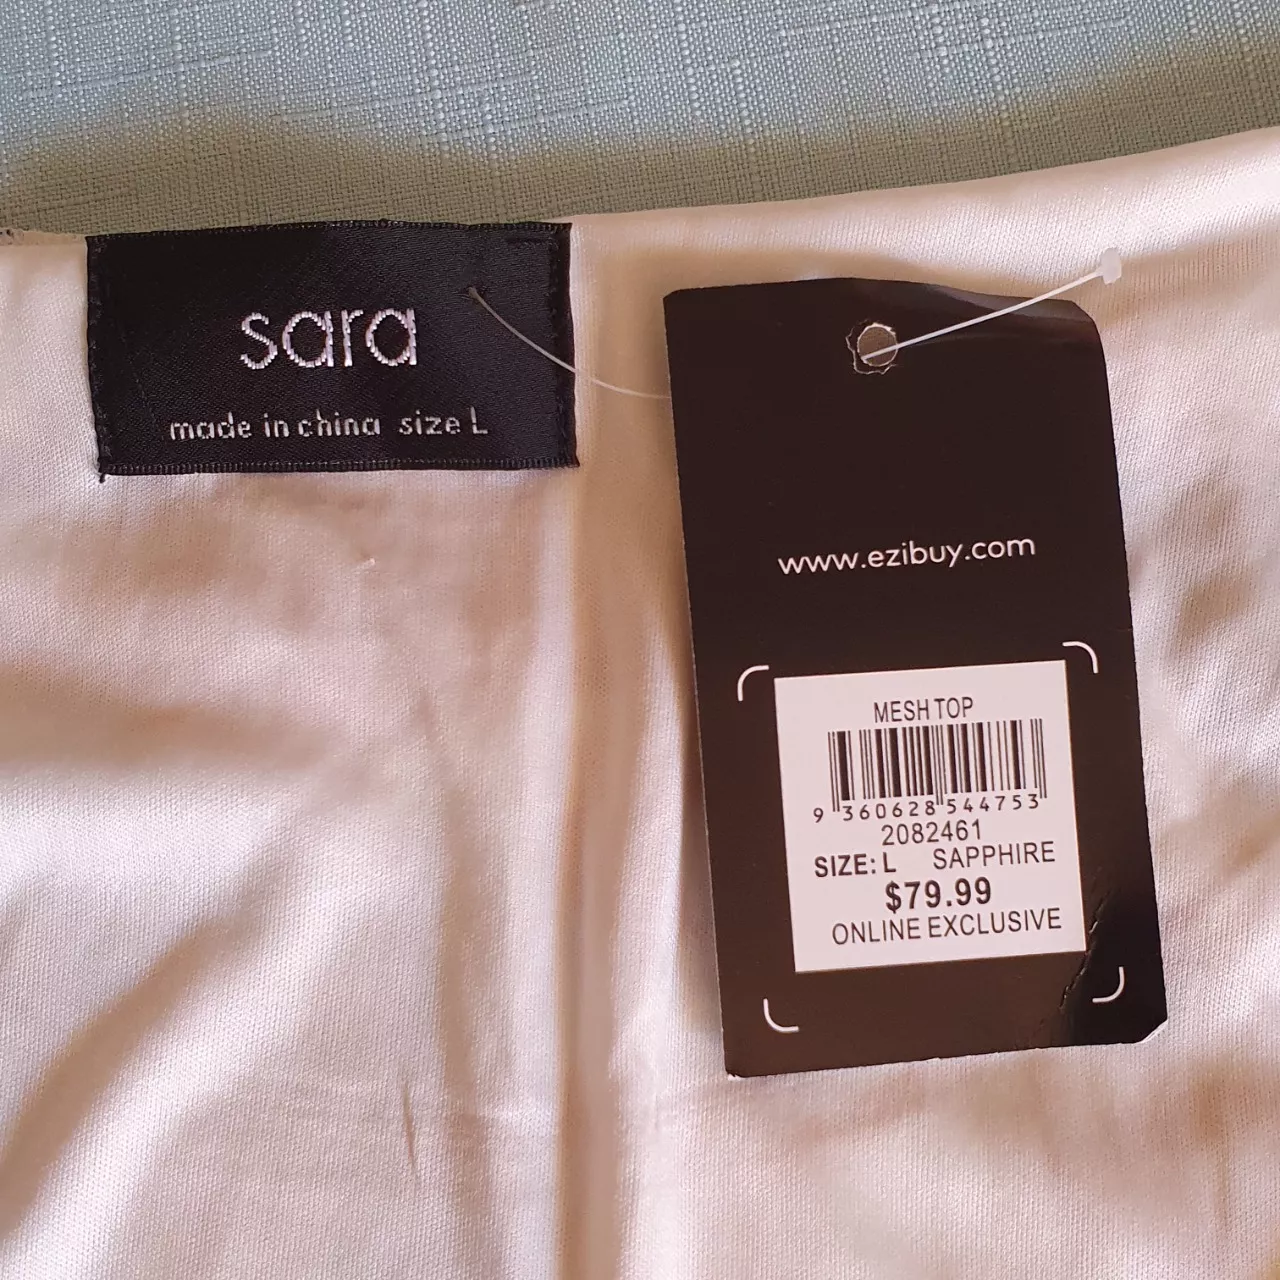 sara
made in china size L
www.ezibuy.com
MESH TOP
9 360628 544753
2082461
SIZE: L SAPPHIRE
$79.99
ONLINE EXCLUSIVE